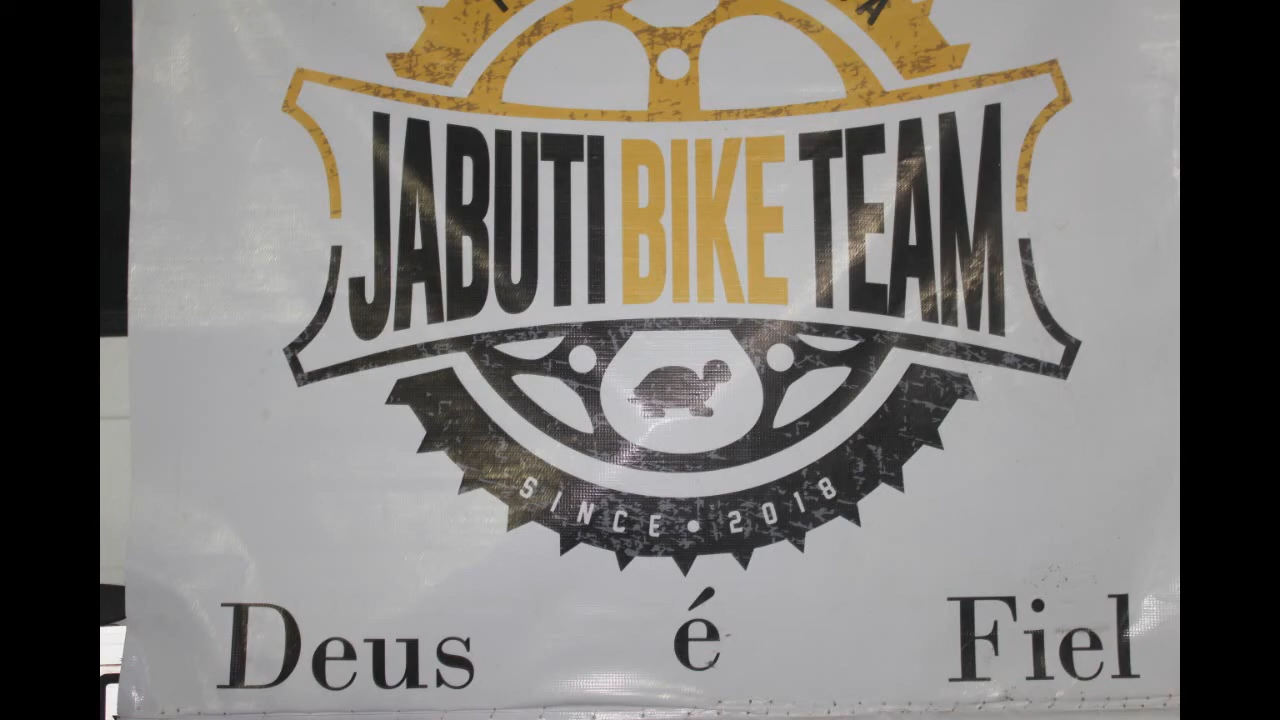 JABUTI BIKE TEAM
SINCE • 2018
Deus é Fiel